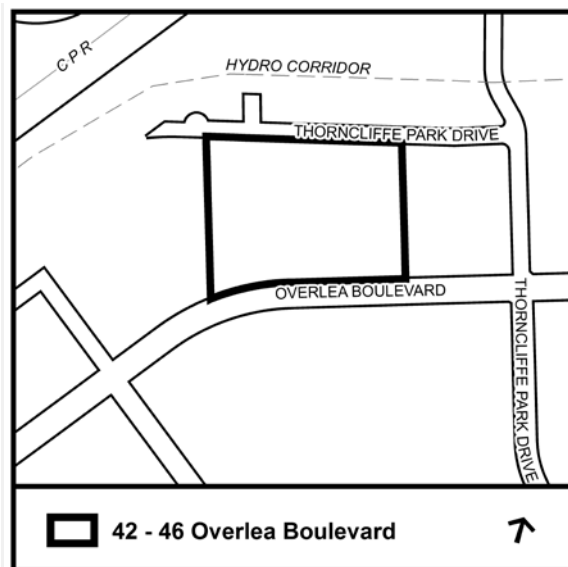 CPR
HYDRO CORRIDOR
THORNCLIFFE PARK DRIVE
OVERLEA BOULEVARD
THORNCLIFFE PARK DRIVE
42 - 46 Overlea Boulevard